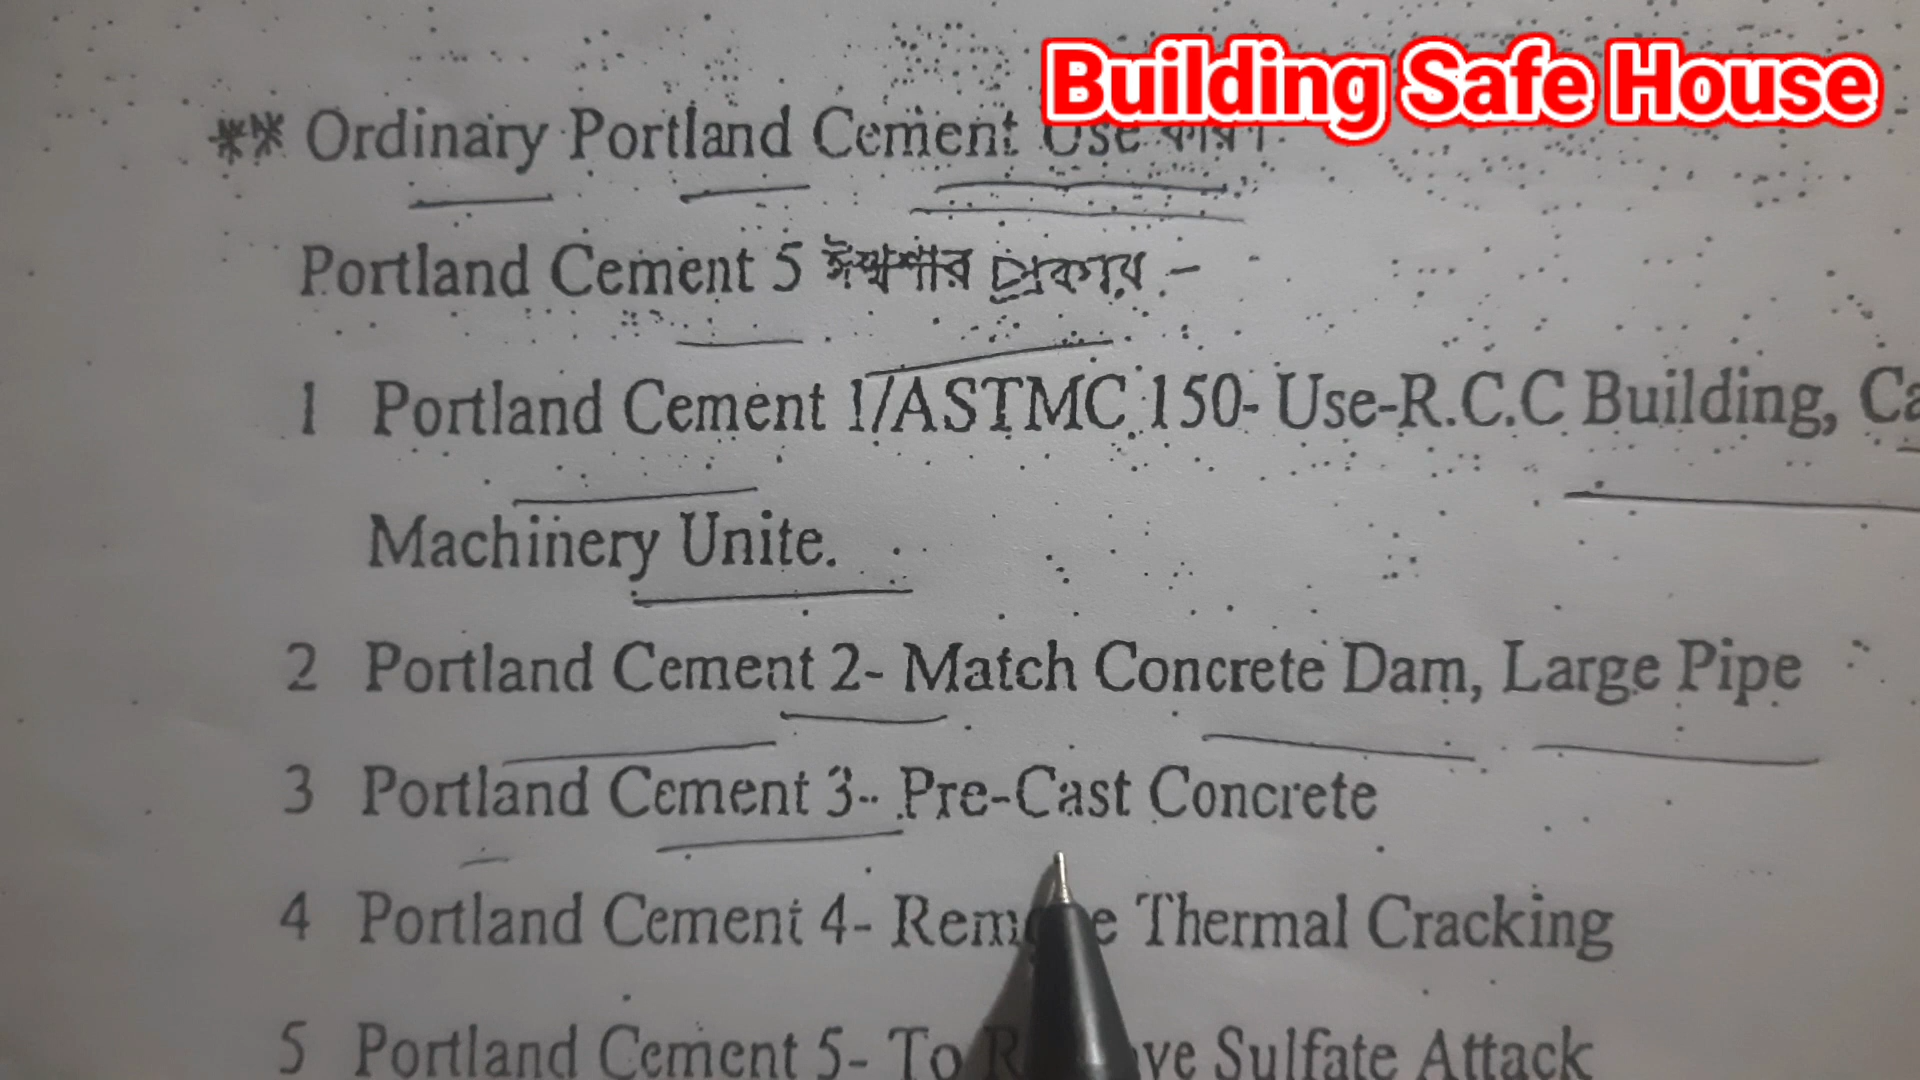 Building Safe House
** Ordinary Portland Cement Use
Portland Cement 5 প্রকার -
1 Portland Cement 1/ASTMC 150- Use-R.C.C Building, Ca
Machinery Unite.
2 Portland Cement 2- Match Concrete Dam, Large Pipe
3 Portland Cement 3- Pre-Cast Concrete
4 Portland Cement 4- Thermal Cracking
5 Portland Cement 5- To Sulfate Attack